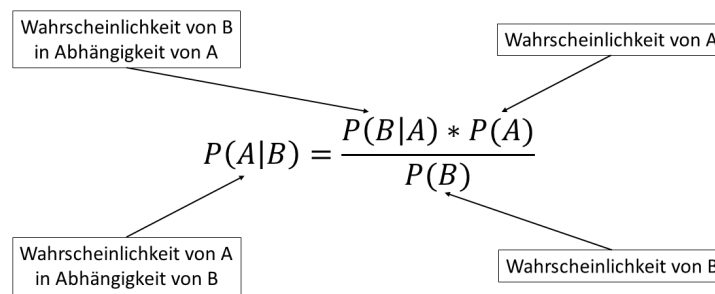 Wahrscheinlichkeit von B
in Abhängigkeit von A
Wahrscheinlichkeit von A
P(A|B) = P(B|A) * P(A)
P(B)
Wahrscheinlichkeit von A
in Abhängigkeit von B
Wahrscheinlichkeit von B